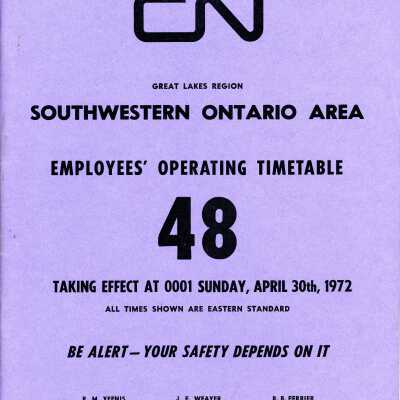 CN
GREAT LAKES REGION
SOUTHWESTERN ONTARIO AREA
EMPLOYEES' OPERATING TIMETABLE
48
TAKING EFFECT AT 0001 SUNDAY, APRIL 30th, 1972
ALL TIMES SHOWN ARE EASTERN STANDARD
BE ALERT—YOUR SAFETY DEPENDS ON IT
J. E. WEAVER